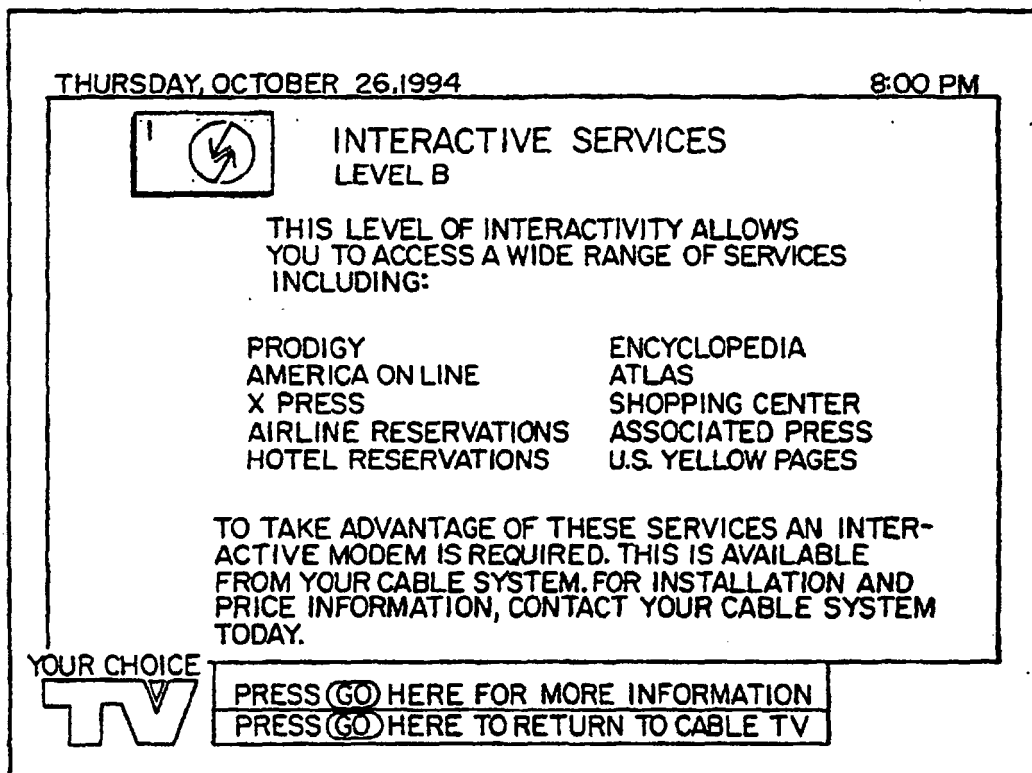 THURSDAY, OCTOBER 26,1994 8:00 PM
1
INTERACTIVE SERVICES
LEVEL B
THIS LEVEL OF INTERACTIVITY ALLOWS
YOU TO ACCESS A WIDE RANGE OF SERVICES
INCLUDING:
PRODIGY ENCYCLOPEDIA
AMERICA ON LINE ATLAS
X PRESS SHOPPING CENTER
AIRLINE RESERVATIONS ASSOCIATED PRESS
HOTEL RESERVATIONS U.S. YELLOW PAGES
TO TAKE ADVANTAGE OF THESE SERVICES AN INTER-
ACTIVE MODEM IS REQUIRED. THIS IS AVAILABLE
FROM YOUR CABLE SYSTEM. FOR INSTALLATION AND
PRICE INFORMATION, CONTACT YOUR CABLE SYSTEM
TODAY.
YOUR CHOICE
TV
PRESS GO HERE FOR MORE INFORMATION
PRESS GO HERE TO RETURN TO CABLE TV